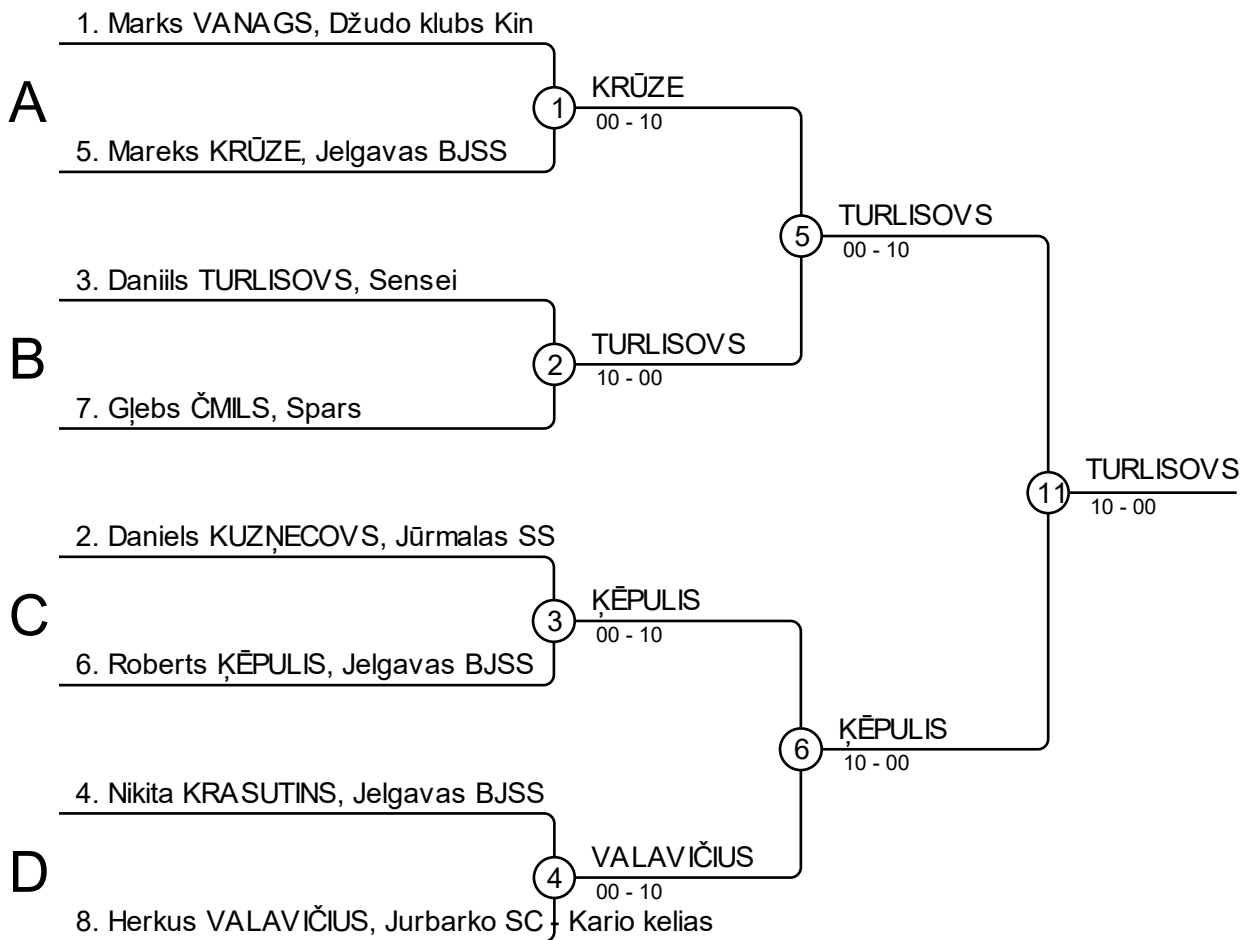 1. Marks VANAGS, Džudo klubs Kin
A
1
KRŪZE
00 - 10
5. Mareks KRŪZE, Jelgavas BJSS
5
TURLISOVS
00 - 10
3. Daniils TURLISOVS, Sensei
B
2
TURLISOVS
10 - 00
7. Gļebs ČMILS, Spars
11
TURLISOVS
10 - 00
2. Daniels KUZŅECOVS, Jūrmalas SS
C
3
ĶĒPULIS
00 - 10
6. Roberts ĶĒPULIS, Jelgavas BJSS
6
ĶĒPULIS
10 - 00
4. Nikita KRASUTINS, Jelgavas BJSS
D
4
VALAVIČIUS
00 - 10
8. Herkus VALAVIČIUS, Jurbarko SC - Kario kelias